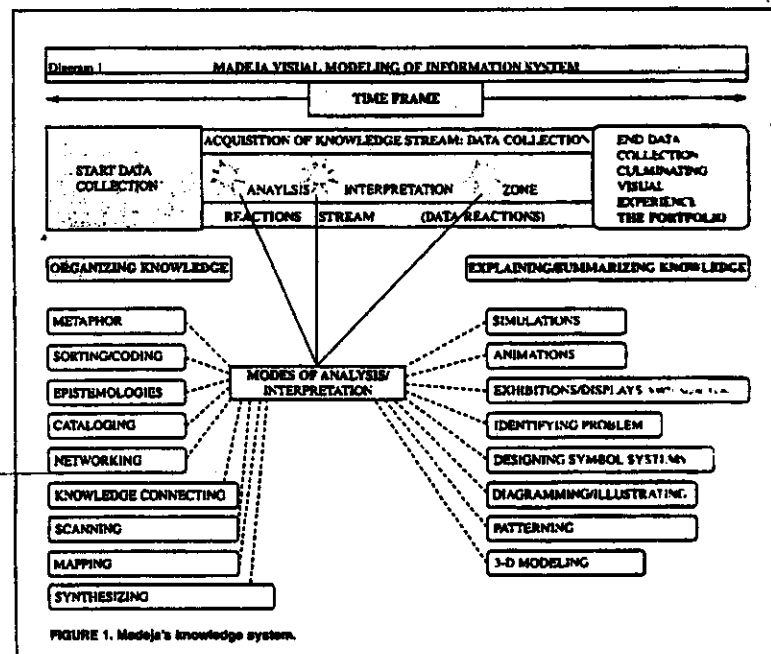 Diagram 1 MADEJA VISUAL MODELING OF INFORMATION SYSTEM
TIME FRAME
START DATA
COLLECTION
ACQUISITION OF KNOWLEDGE STREAM: DATA COLLECTION
ANAYLSIS INTERPRETATION ZONE
REACTIONS STREAM (DATA REACTIONS)
END DATA
COLLECTION
CULMINATING
VISUAL
EXPERIENCE
THE PORTFOLIO
ORGANIZING KNOWLEDGE
EXPLAINING/SUMMARIZING KNOWLEDGE
METAPHOR
SORTING/CODING
EPISTEMOLOGIES
CATALOGING
NETWORKING
KNOWLEDGE CONNECTING
SCANNING
MAPPING
SYNTHESIZING
MODES OF ANALYSIS/
INTERPRETATION
SIMULATIONS
ANIMATIONS
EXHIBITIONS/DISPLAYS
IDENTIFYING PROBLEM
DESIGNING SYMBOL SYSTEMS
DIAGRAMMING/ILLUSTRATING
PATTERNING
3-D MODELING
FIGURE 1. Madeja's knowledge system.